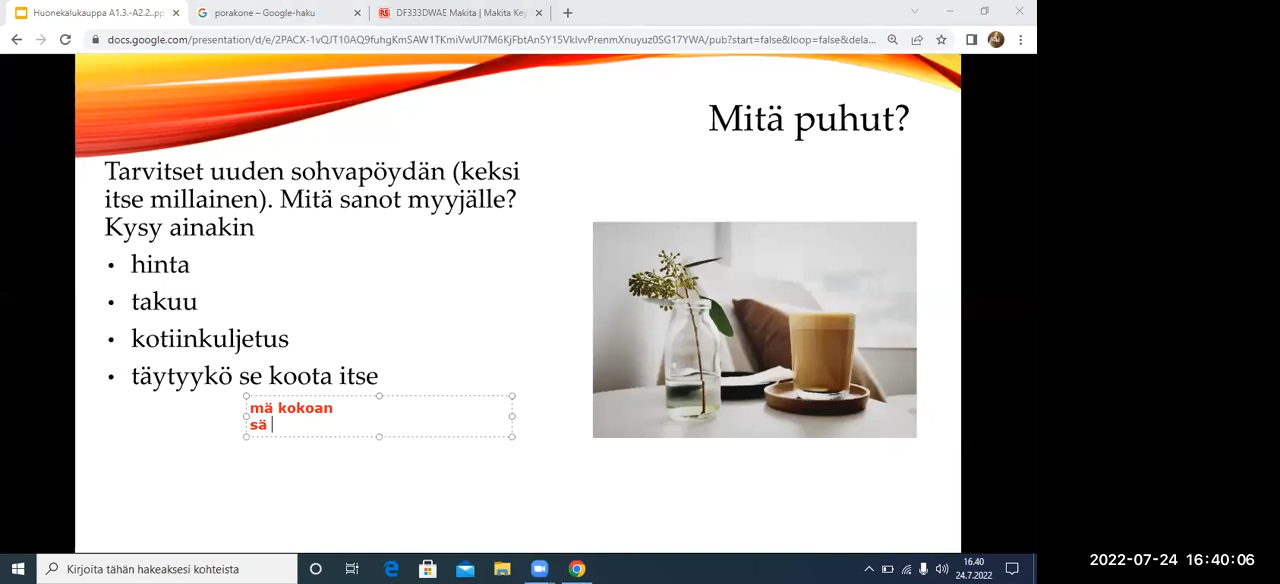 Huonekalukauppa A1.3.-A2.2..pp
porakone – Google-haku
DF333DWAE Makita | Makita Ke
docs.google.com/presentation/d/e/2PACX-1vQJT10AQ9fuhgKmSAW1TKmiVwUI7M6KjFbtAn5Y15VkIvvPrenmXnuyuz0SG17YWA/pub?start=false&loop=false&dela...
Mitä puhut?
Tarvitset uuden sohvapöydän (keksi
itse millainen). Mitä sanot myyjälle?
Kysy ainakin
• hinta
• takuu
• kotiinkuljetus
• täytyykö se koota itse
mä kokoan
sä
Kirjoita tähän hakeaksesi kohteista
16.40
24.7.2022
2022-07-24 16:40:06